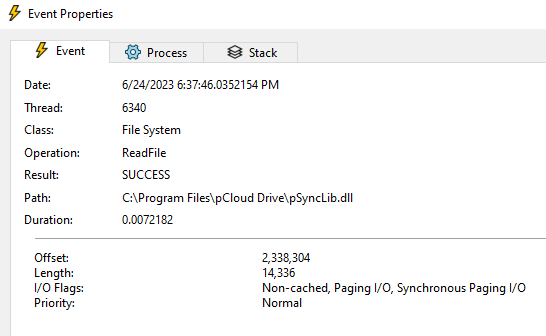 Event Properties
Event Process Stack
Date: 6/24/2023 6:37:46.0352154 PM
Thread: 6340
Class: File System
Operation: ReadFile
Result: SUCCESS
Path: C:\Program Files\pCloud Drive\pSyncLib.dll
Duration: 0.0072182
Offset: 2,338,304
Length: 14,336
I/O Flags: Non-cached, Paging I/O, Synchronous Paging I/O
Priority: Normal